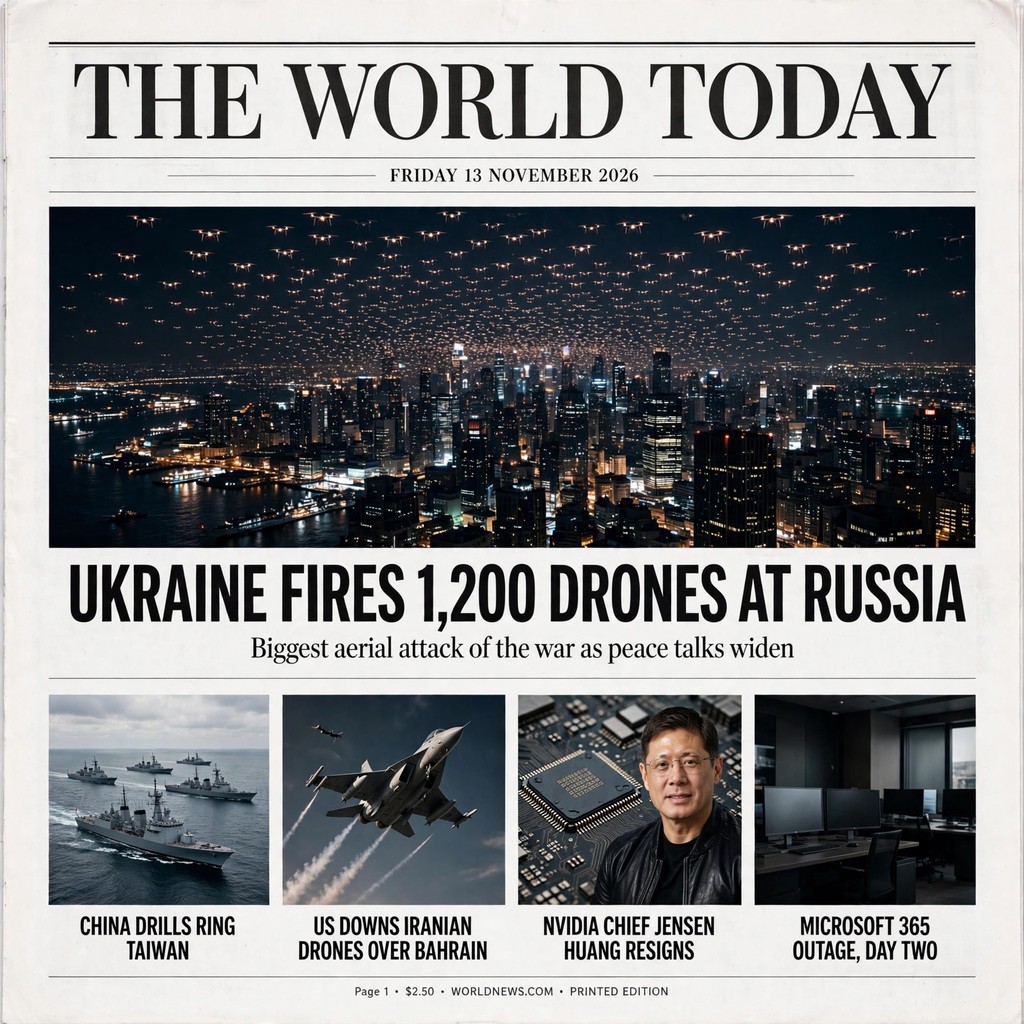 THE WORLD TODAY
FRIDAY 13 NOVEMBER 2026
UKRAINE FIRES 1,200 DRONES AT RUSSIA
Biggest aerial attack of the war as peace talks widen
CHINA DRILLS RING
TAIWAN
US DOWNS IRANIAN
DRONES OVER BAHRAIN
NVIDIA CHIEF JENSEN
HUANG RESIGNS
MICROSOFT 365
OUTAGE, DAY TWO
Page 1 • $2.50 • WORLDNEWS.COM • PRINTED EDITION